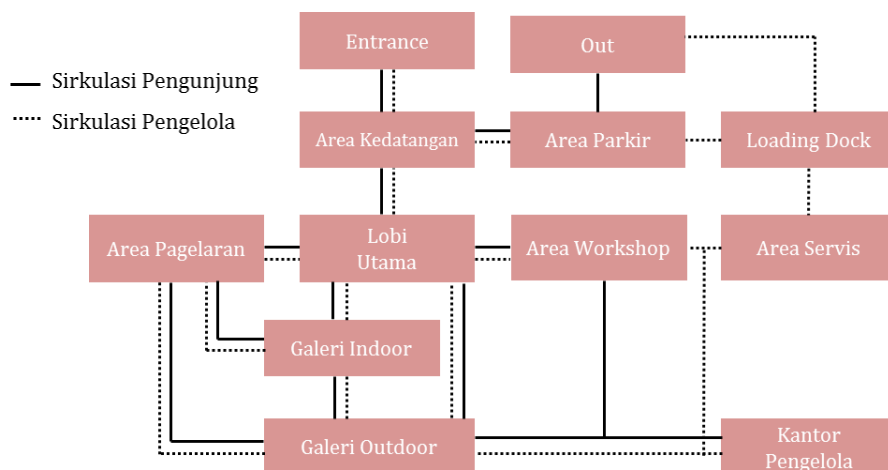 Entrance
Out
Sirkulasi Pengunjung
Sirkulasi Pengelola
Area Kedatangan
Area Parkir
Loading Dock
Area Pagelaran
Lobi
Utama
Area Workshop
Area Servis
Galeri Indoor
Galeri Outdoor
Kantor
Pengelola